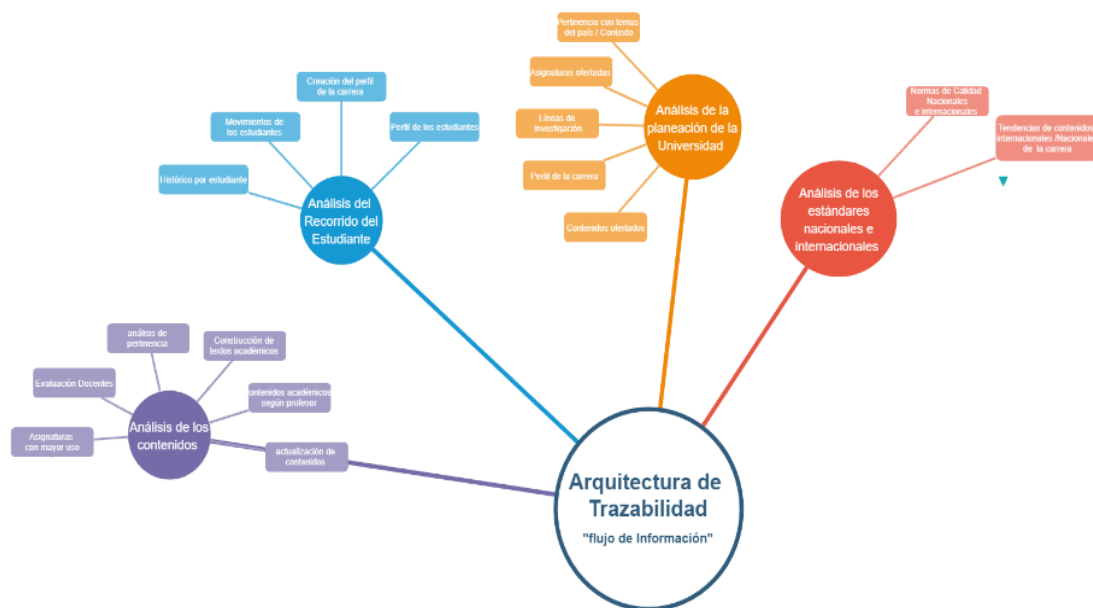 Pertinencia con temas
del país / Contexto
Asignaturas ofertadas
Líneas de
investigación
Perfil de la carrera
Contenidos ofertados
Análisis de la
planeación de la
Universidad
Creación del perfil
de la carrera
Movimientos de
los estudiantes
Perfil de los estudiantes
Histórico por estudiante
Análisis del
Recorrido del
Estudiante
Normas de Calidad
Nacionales
e internacionales
Tendencias de contenidos
internacionales /Nacionale
de la carrera
Análisis de los
estándares
nacionales e
internacionales
análisis de
pertinencia
Construcción de
textos académicos
Evaluación Docentes
ontenidos académicos
según profesor
Asignaturas
con mayor uso
actualización de
contenidos
Análisis de los
contenidos
Arquitectura de
Trazabilidad
"flujo de Información"